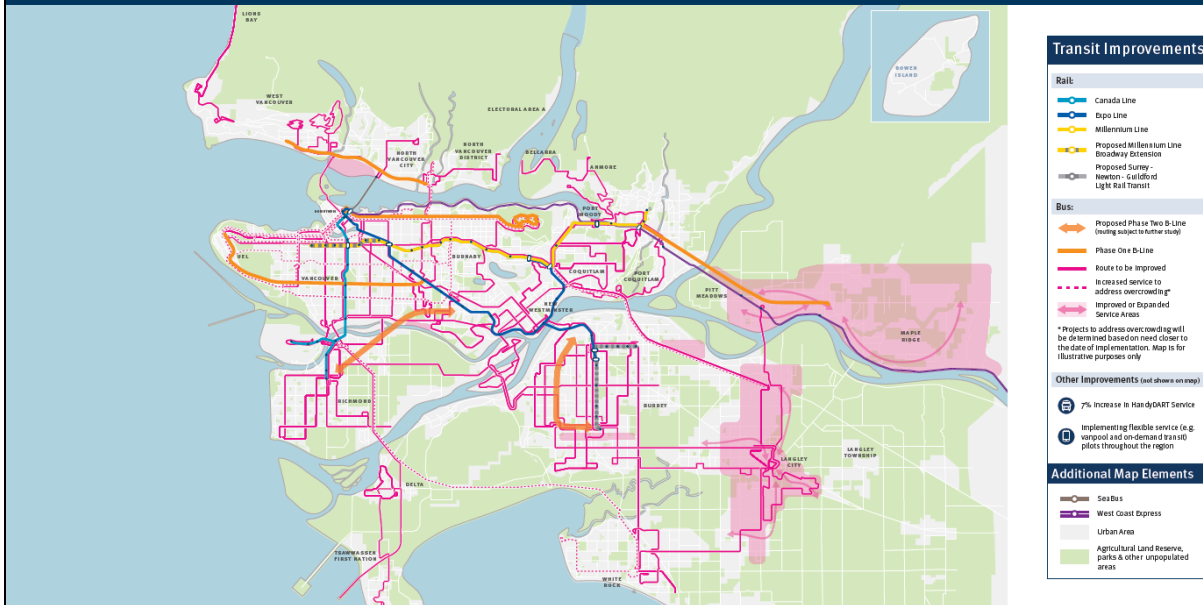 LIONS
BAY
WEST
VANCOUVER
ELECTORAL AREA A
BOWEN
ISLAND
NORTH
VANCOUVER
CITY
NORTH
VANCOUVER
DISTRICT
BELCARRA
ANMORE
PORT
MOODY
UEL
VANCOUVER
BURNABY
COQUITLAM
PORT
COQUITLAM
PITT
MEADOWS
MAPLE
RIDGE
NEW
WESTMINSTER
RICHMOND
SURREY
LANGLEY
CITY
LANGLEY
TOWNSHIP
DELTA
TSAWWASSEN
FIRST NATION
WHITE
ROCK
Transit Improvements
Rail:
Canada Line
Expo Line
Millennium Line
Proposed Millennium Line
Broadway Extension
Proposed Surrey -
Newton - Guildford
Light Rail Transit
Bus:
Proposed Phase Two B-Line
(routing subject to further study)
Phase One B-Line
Route to be Improved
Increased service to
address overcrowding*
Improved or Expanded
Service Areas
* Projects to address overcrowding will
be determined based on need closer to
the date of implementation. Map is for
illustrative purposes only
Other Improvements (not shown on map)
7% Increase in HandyDART Service
Implementing flexible service (e.g.
vanpool and on-demand transit)
pilots throughout the region
Additional Map Elements
SeaBus
West Coast Express
Urban Area
Agricultural Land Reserve,
parks & other unpopulated
areas